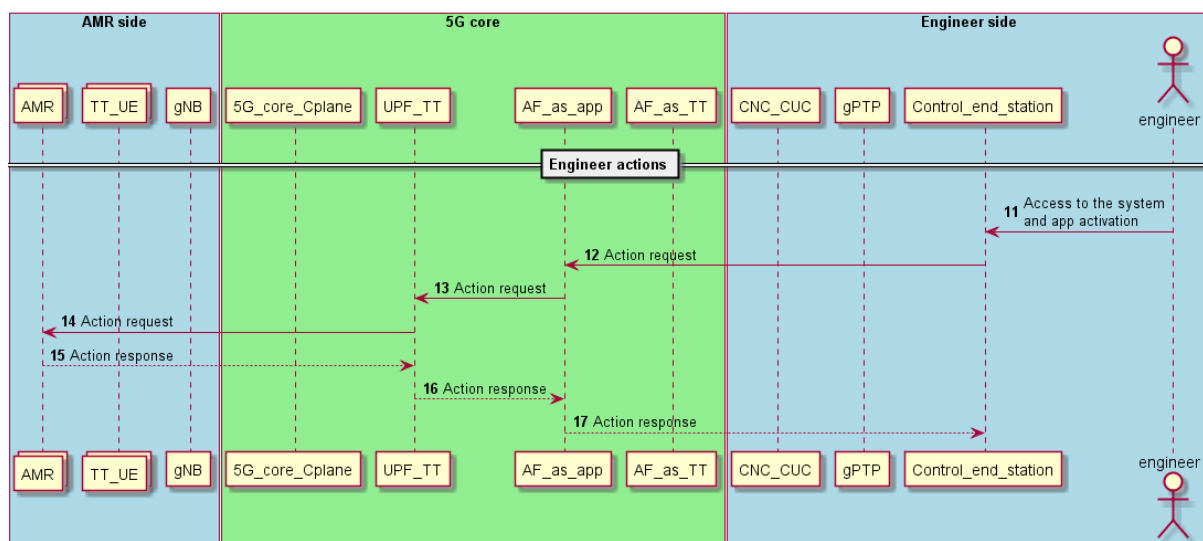 AMR side
5G core
Engineer side
AMR
TT_UE
gNB
5G_core_Cplane
UPF_TT
AF_as_app
AF_as_TT
CNC_CUC
gPTP
Control_end_station
engineer
Engineer actions
11 Access to the system
and app activation
12 Action request
13 Action request
14 Action request
15 Action response
16 Action response
17 Action response
AMR
TT_UE
gNB
5G_core_Cplane
UPF_TT
AF_as_app
AF_as_TT
CNC_CUC
gPTP
Control_end_station
engineer